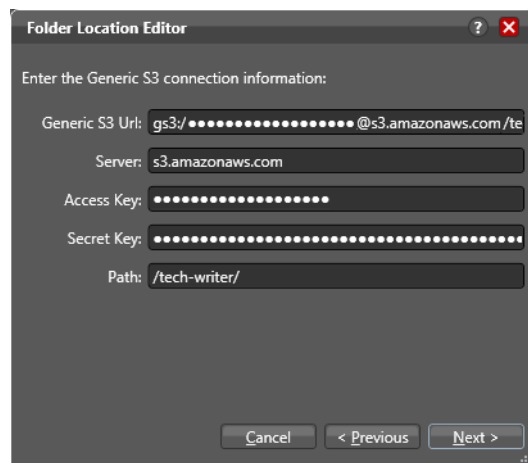 Folder Location Editor ?
Enter the Generic S3 connection information:
Generic S3 Url: gs3:/●●●●●●●●●●●●●●●●●●@s3.amazonaws.com/te
Server: s3.amazonaws.com
Access Key: ●●●●●●●●●●●●●●●●●●●
Secret Key: ●●●●●●●●●●●●●●●●●●●●●●●●●●●●●●●●●●●●●●●●
Path: /tech-writer/
Cancel < Previous Next >